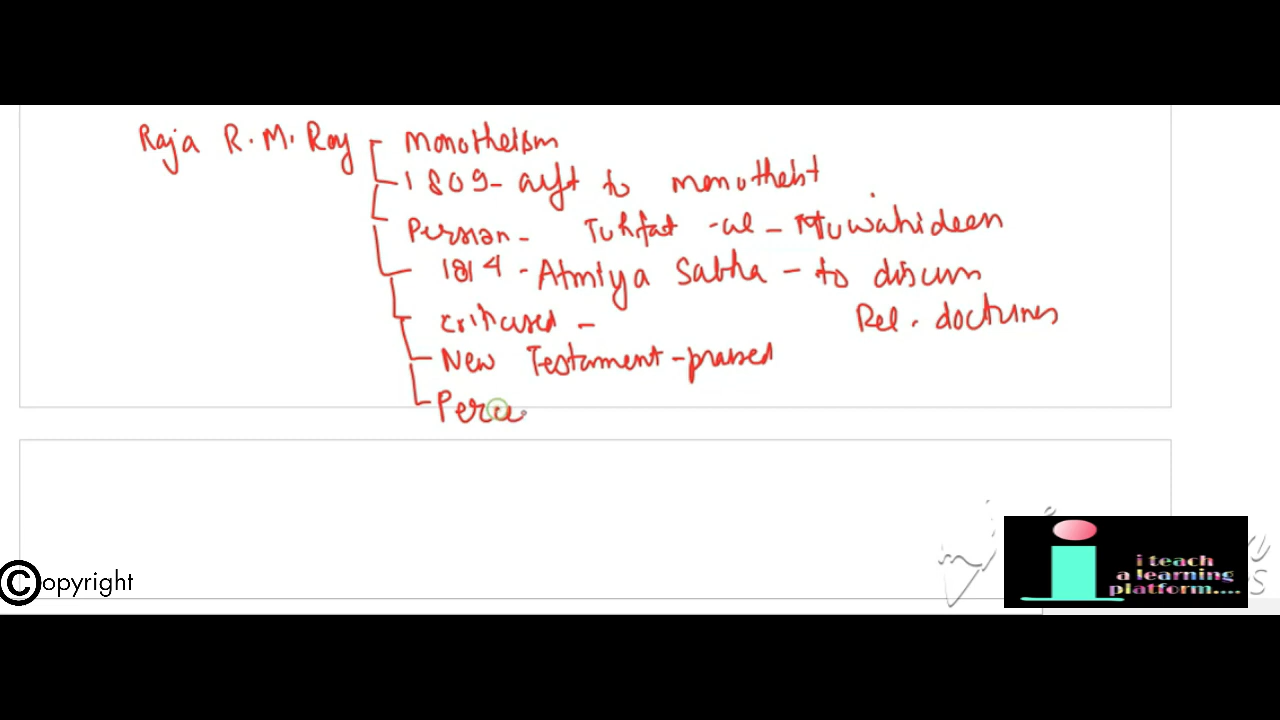 Raja R. M. Roy Monotheism
1809 - gift to monotheist
Persian - Tuhfat - al - Muwahideen
1814 - Atmiya Sabha - to discuss
Rel. doctrines
criticised -
New Testament - praised
©opyright
i teach
a learning
platform....